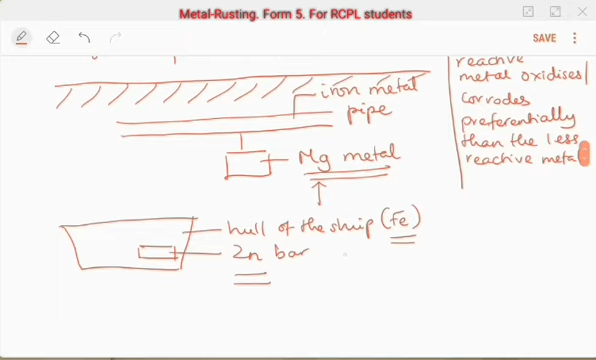 Metal-Rusting. Form 5. For RCPL students
SAVE
iron metal
pipe
Mg metal
hull of the ship (Fe)
Zn bar
reactive
metal oxidises/
corrodes
preferentially
than the less
reactive metal